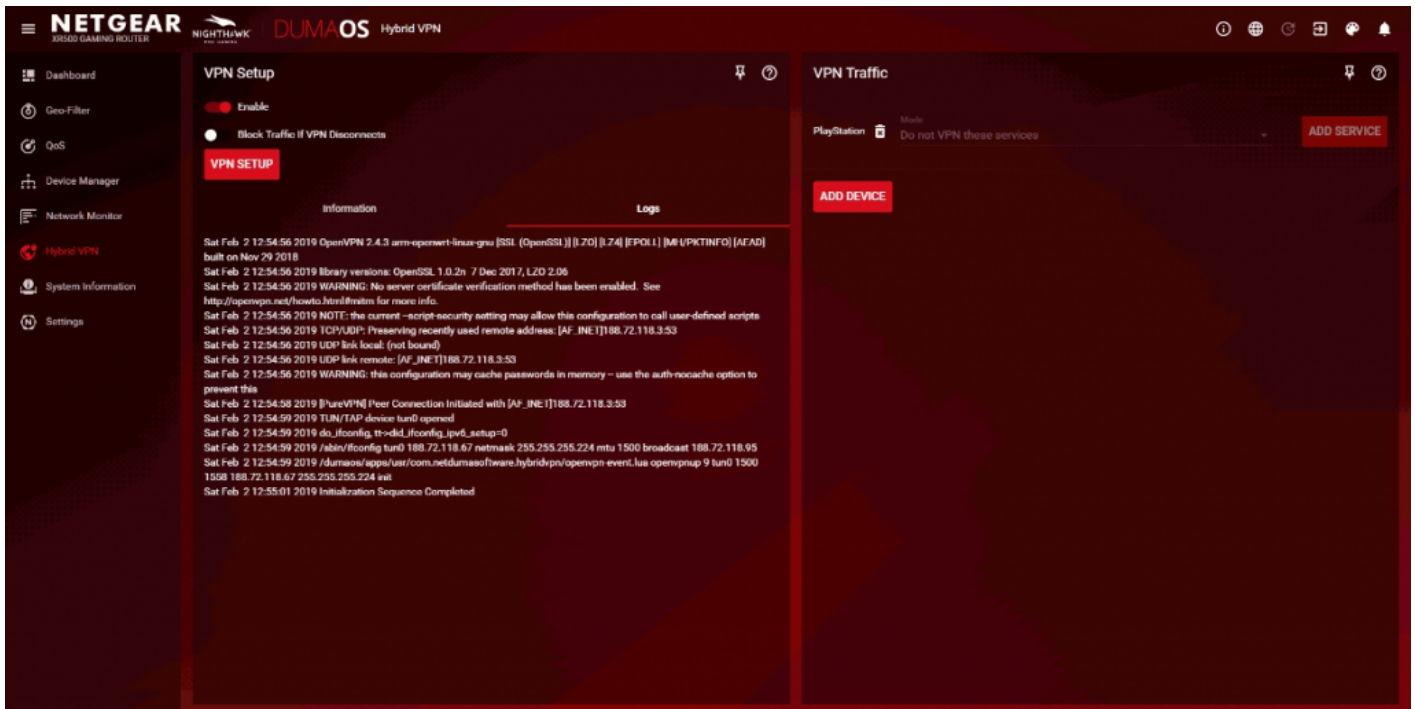 NETGEAR
XR500 GAMING ROUTER
NIGHTHAWK
PRO GAMING
DUMAOS Hybrid VPN
Dashboard
Geo-Filter
QoS
Device Manager
Network Monitor
Hybrid VPN
System Information
Settings
VPN Setup
Enable
Block Traffic If VPN Disconnects
VPN SETUP
Information
Logs
Sat Feb 2 12:54:56 2019 OpenVPN 2.4.3 arm-openwrt-linux-gnu [SSL (OpenSSL)] [LZO] [LZ4] [EPOLL] [MH/PKTINFO] [AEAD]
built on Nov 29 2018
Sat Feb 2 12:54:56 2019 library versions: OpenSSL 1.0.2n 7 Dec 2017, LZO 2.06
Sat Feb 2 12:54:56 2019 WARNING: No server certificate verification method has been enabled. See
http://openvpn.net/howto.html#mitm for more info.
Sat Feb 2 12:54:56 2019 NOTE: the current --script-security setting may allow this configuration to call user-defined scripts
Sat Feb 2 12:54:56 2019 TCP/UDP: Preserving recently used remote address: [AF_INET]188.72.118.3:53
Sat Feb 2 12:54:56 2019 UDP link local: (not bound)
Sat Feb 2 12:54:56 2019 UDP link remote: [AF_INET]188.72.118.3:53
Sat Feb 2 12:54:56 2019 WARNING: this configuration may cache passwords in memory -- use the auth-nocache option to
prevent this
Sat Feb 2 12:54:58 2019 [PureVPN] Peer Connection Initiated with [AF_INET]188.72.118.3:53
Sat Feb 2 12:54:59 2019 TUN/TAP device tun0 opened
Sat Feb 2 12:54:59 2019 do_ifconfig, tt->did_ifconfig_ipv6_setup=0
Sat Feb 2 12:54:59 2019 /sbin/ifconfig tun0 188.72.118.67 netmask 255.255.255.224 mtu 1500 broadcast 188.72.118.95
Sat Feb 2 12:54:59 2019 /dumaos/apps/usr/com.netdumasoftware.hybridvpn/openvpn-event.lua openvpnup 9 tun0 1500
1558 188.72.118.67 255.255.255.224 init
Sat Feb 2 12:55:01 2019 Initialization Sequence Completed
VPN Traffic
PlayStation
Mode
Do not VPN these services
ADD SERVICE
ADD DEVICE